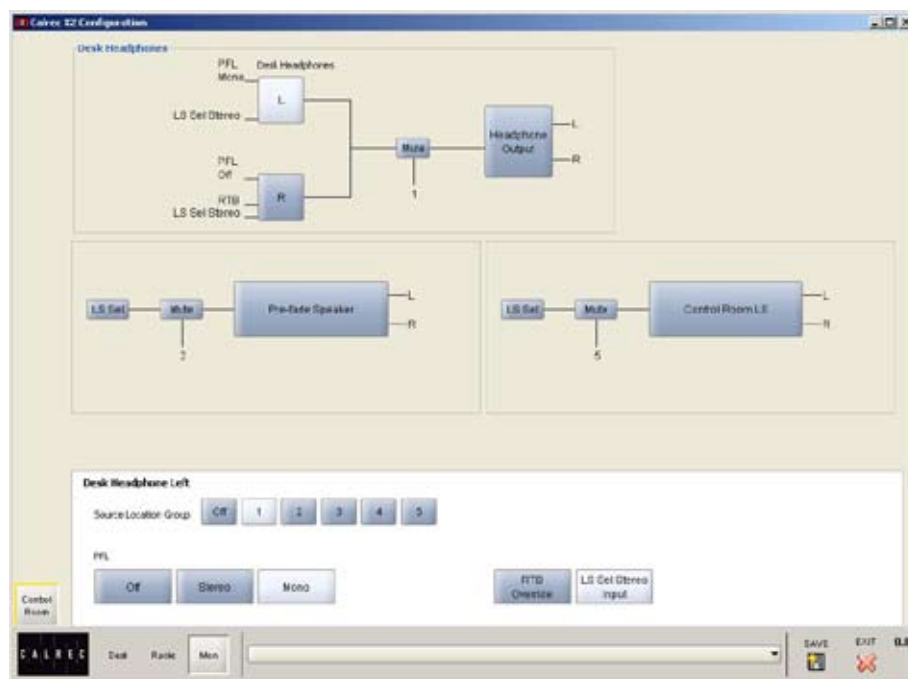 Calrec X2 Configuration
Desk Headphones
PFL
Mono
Desk Headphones
L
LS Sel Stereo
PFL
Off
RTB
LS Sel Stereo
R
Mute
1
Headphone
Output
L
R
LS Sel
Mute
2
Pre-fade Speaker
L
R
LS Sel
Mute
5
Control Room LS
L
R
Desk Headphone Left
Source Location Group
Off
1
2
3
4
5
PFL
Off
Stereo
Mono
RTB
Override
LS Sel Stereo
Input
Control
Room
CALREC
Desk
Racks
Mon
SAVE
EXIT